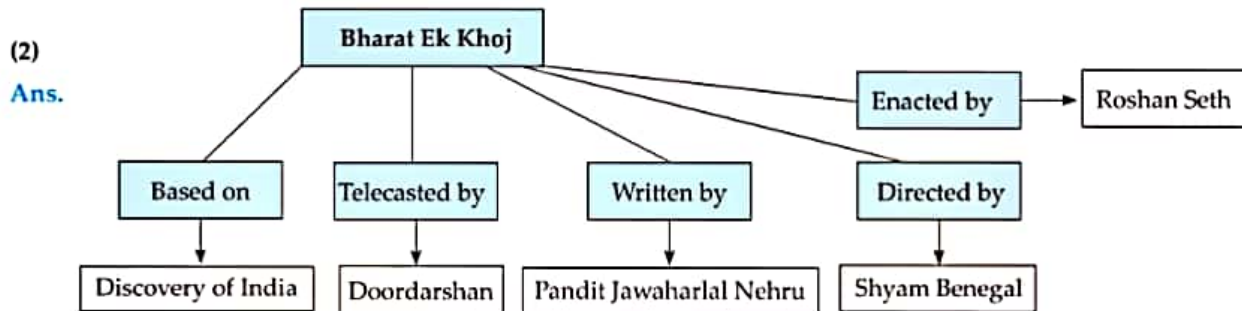 Bharat Ek Khoj
(2)
Ans.
Enacted by
Roshan Seth
Based on
Telecasted by
Written by
Directed by
Discovery of India
Doordarshan
Pandit Jawaharlal Nehru
Shyam Benegal